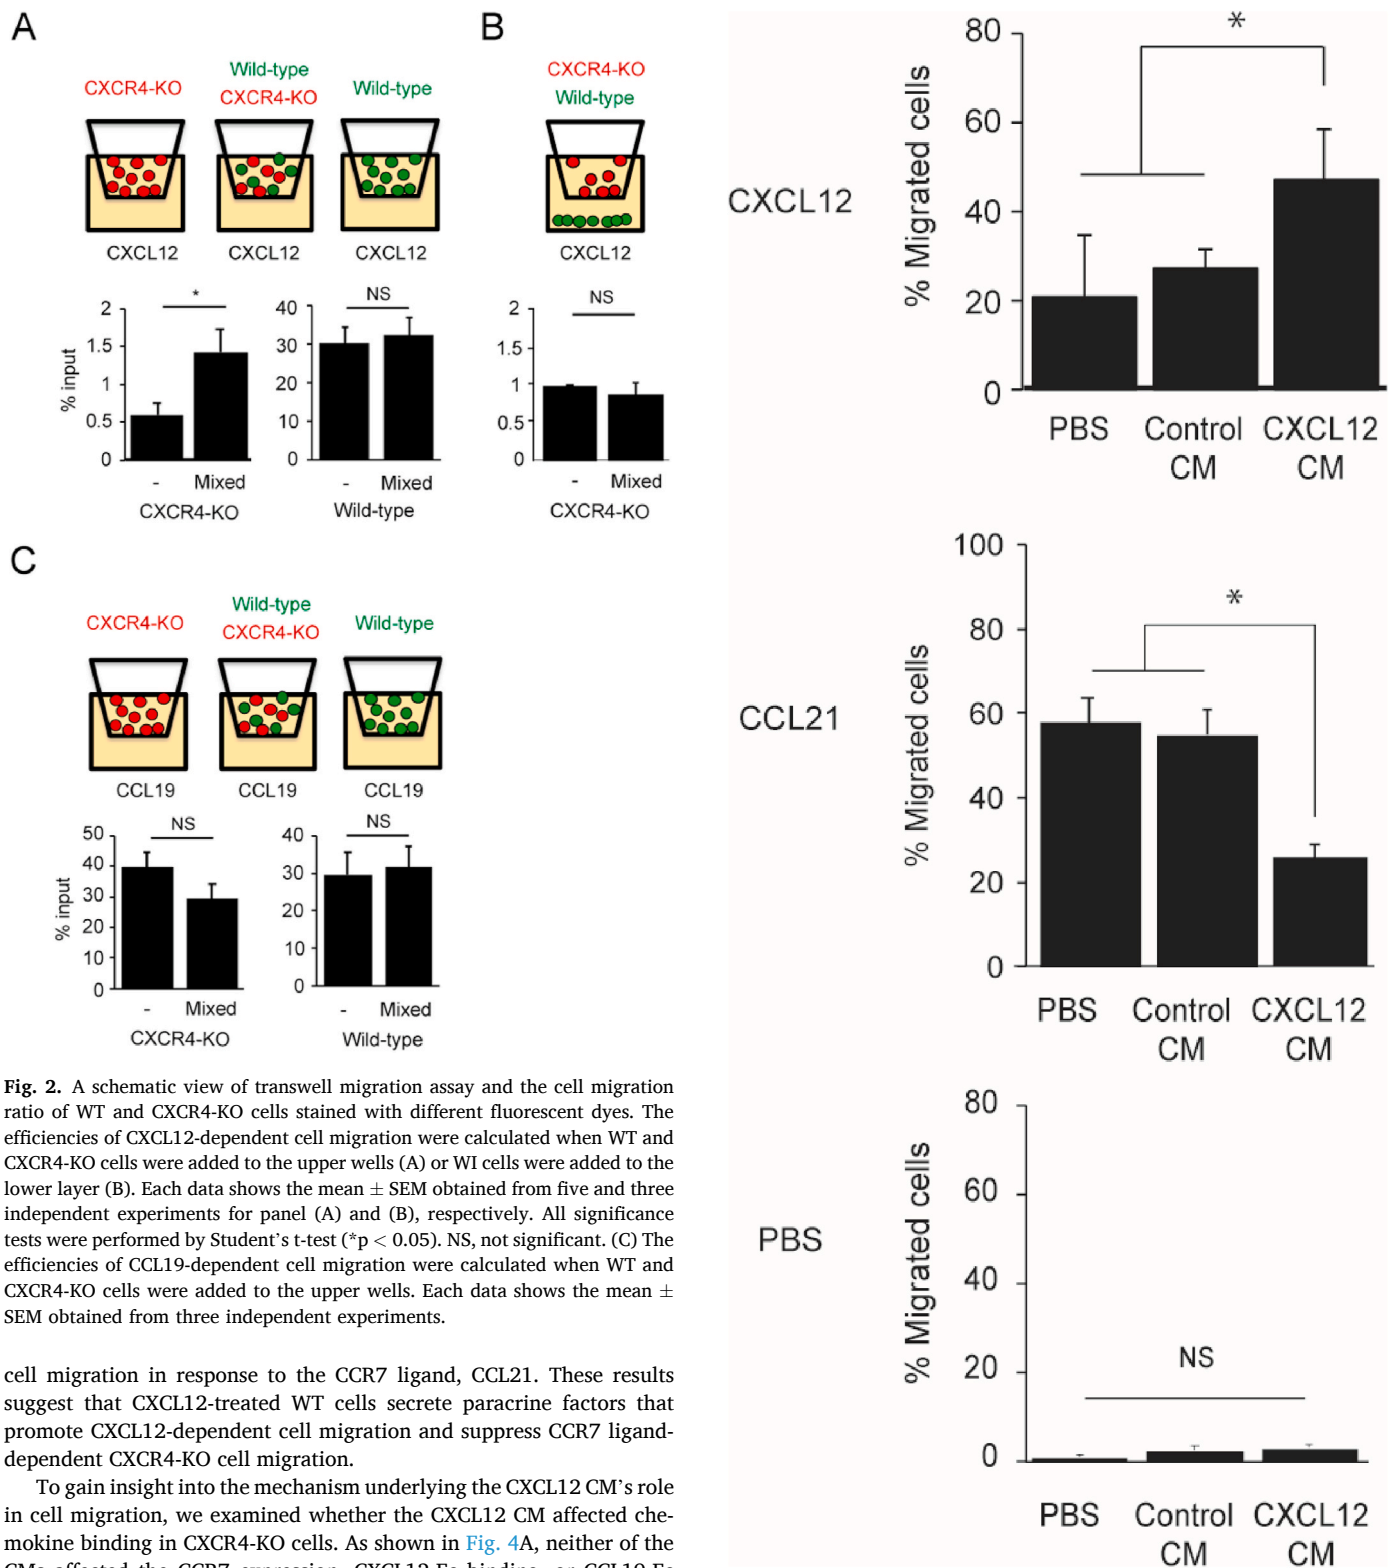 A
CXCR4-KO
Wild-type
CXCR4-KO
Wild-type
CXCL12
CXCL12
CXCL12
% input
2
1.5
1
0.5
0
*
-
Mixed
CXCR4-KO
40
30
20
10
0
NS
-
Mixed
Wild-type
B
CXCR4-KO
Wild-type
CXCL12
2
1.5
1
0.5
0
NS
-
Mixed
CXCR4-KO
C
CXCR4-KO
Wild-type
CXCR4-KO
Wild-type
CCL19
CCL19
CCL19
% input
50
40
30
20
10
0
NS
-
Mixed
CXCR4-KO
40
30
20
10
0
NS
-
Mixed
Wild-type
Fig. 2. A schematic view of transwell migration assay and the cell migration
ratio of WT and CXCR4-KO cells stained with different fluorescent dyes. The
efficiencies of CXCL12-dependent cell migration were calculated when WT and
CXCR4-KO cells were added to the upper wells (A) or WI cells were added to the
lower layer (B). Each data shows the mean ± SEM obtained from five and three
independent experiments for panel (A) and (B), respectively. All significance
tests were performed by Student's t-test (*p < 0.05). NS, not significant. (C) The
efficiencies of CCL19-dependent cell migration were calculated when WT and
CXCR4-KO cells were added to the upper wells. Each data shows the mean ±
SEM obtained from three independent experiments.
cell migration in response to the CCR7 ligand, CCL21. These results
suggest that CXCL12-treated WT cells secrete paracrine factors that
promote CXCL12-dependent cell migration and suppress CCR7 ligand-
dependent CXCR4-KO cell migration.
To gain insight into the mechanism underlying the CXCL12 CM's role
in cell migration, we examined whether the CXCL12 CM affected che-
mokine binding in CXCR4-KO cells. As shown in Fig. 4A, neither of the
CMs affected the CCR7 expression, CXCL12-Fc binding, or CCL19-Fc
CXCL12
% Migrated cells
80
60
40
20
0
*
PBS
Control
CM
CXCL12
CM
CCL21
% Migrated cells
100
80
60
40
20
0
*
PBS
Control
CM
CXCL12
CM
PBS
% Migrated cells
80
60
40
20
0
NS
PBS
Control
CM
CXCL12
CM